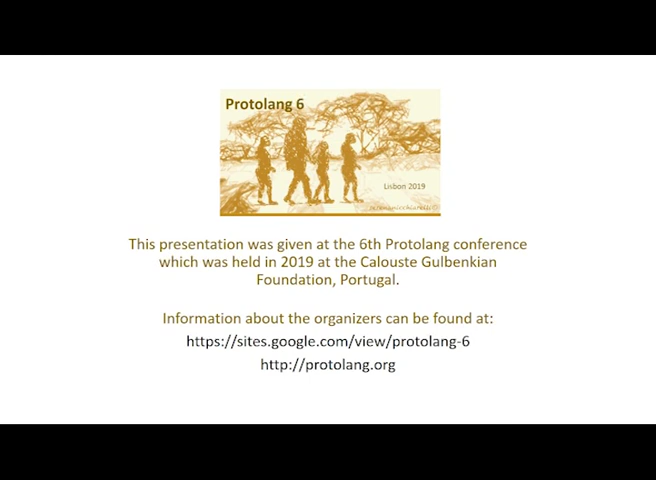 Protolang 6
Lisbon 2019
This presentation was given at the 6th Protolang conference
which was held in 2019 at the Calouste Gulbenkian
Foundation, Portugal.
Information about the organizers can be found at:
https://sites.google.com/view/protolang-6
http://protolang.org